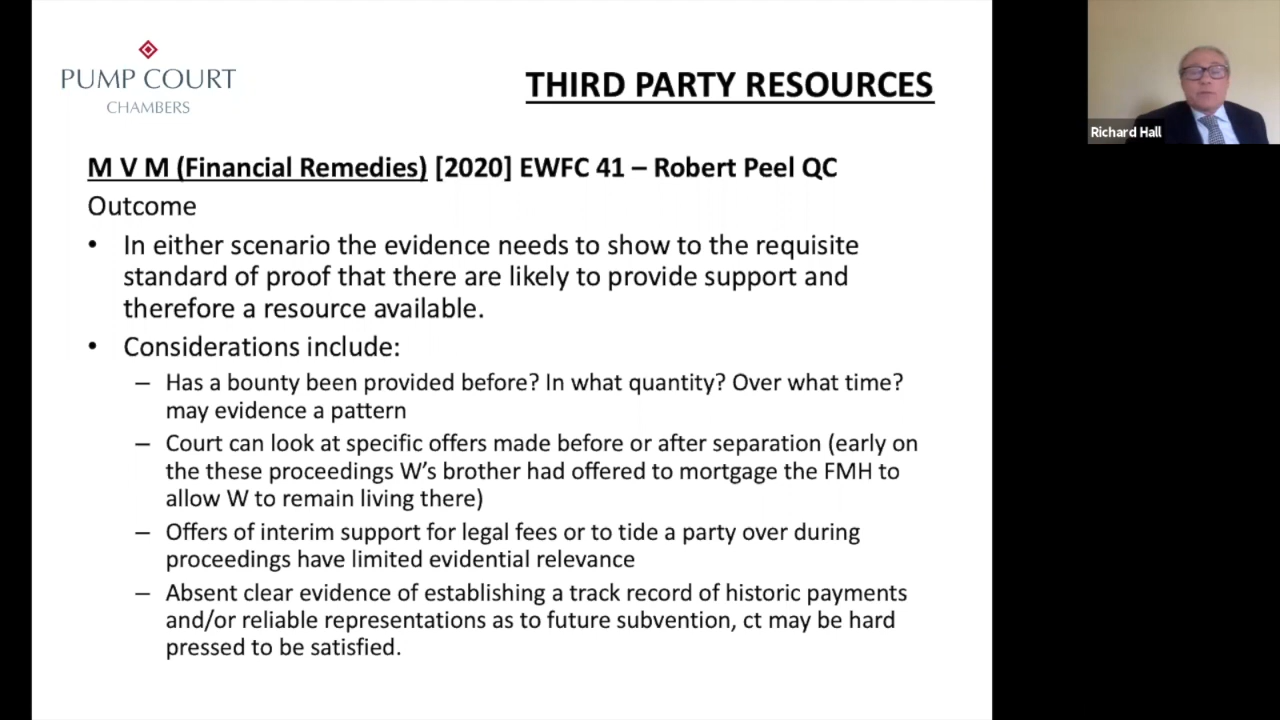 PUMP COURT
CHAMBERS
THIRD PARTY RESOURCES
Richard Hall
M V M (Financial Remedies) [2020] EWFC 41 – Robert Peel QC
Outcome
• In either scenario the evidence needs to show to the requisite
standard of proof that there are likely to provide support and
therefore a resource available.
• Considerations include:
– Has a bounty been provided before? In what quantity? Over what time?
may evidence a pattern
– Court can look at specific offers made before or after separation (early on
the these proceedings W’s brother had offered to mortgage the FMH to
allow W to remain living there)
– Offers of interim support for legal fees or to tide a party over during
proceedings have limited evidential relevance
– Absent clear evidence of establishing a track record of historic payments
and/or reliable representations as to future subvention, ct may be hard
pressed to be satisfied.